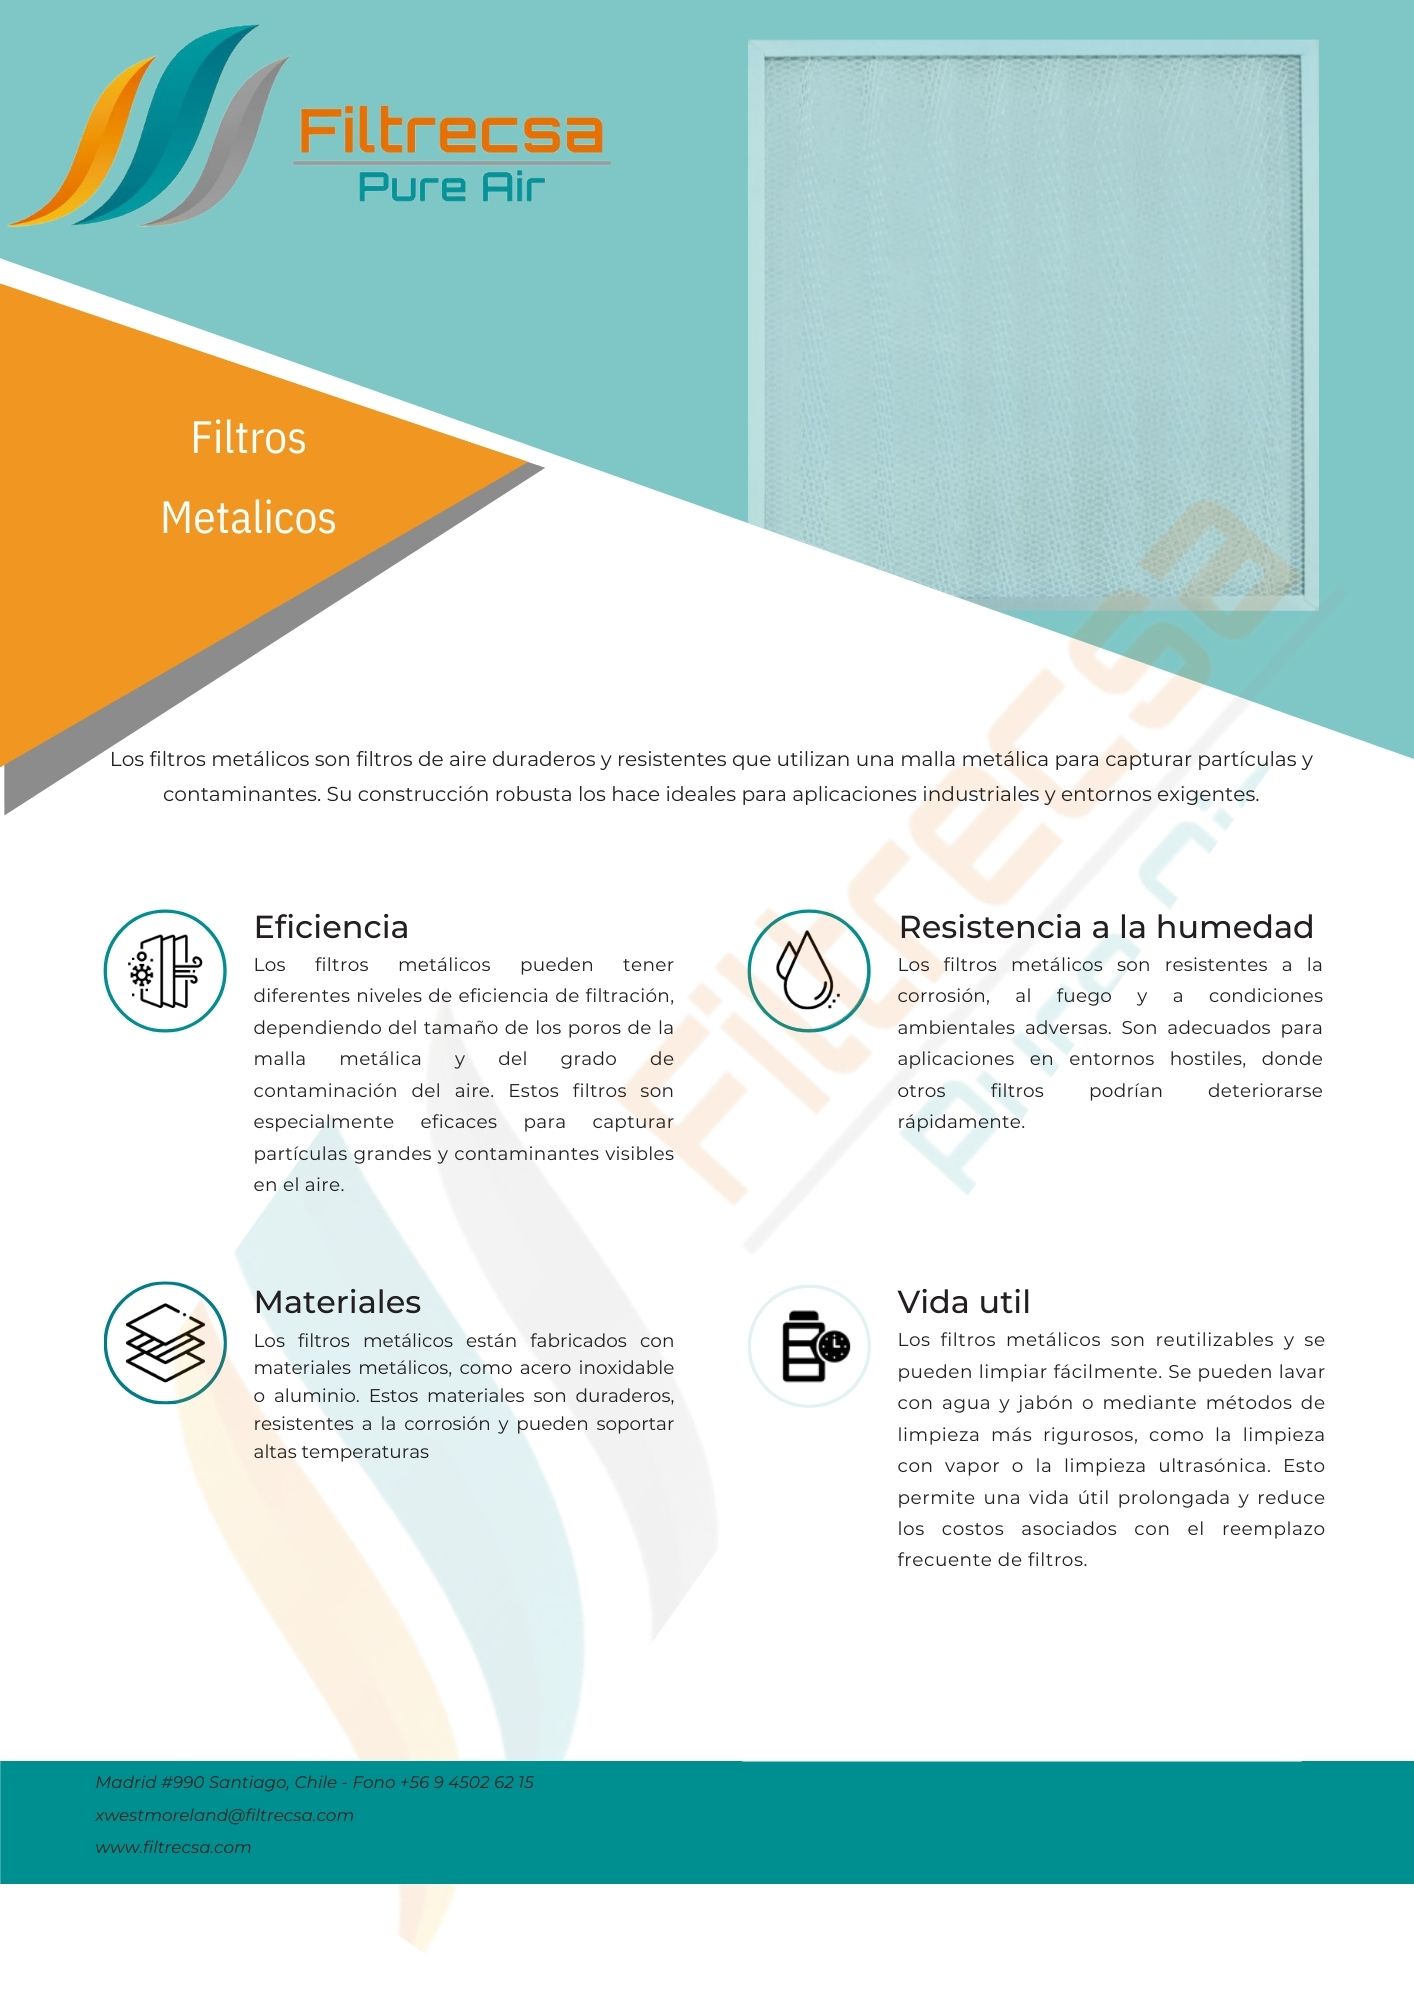 Filtrecsa
Pure Air
Filtros
Metalicos
Los filtros metálicos son filtros de aire duraderos y resistentes que utilizan una malla metálica para capturar partículas y
contaminantes. Su construcción robusta los hace ideales para aplicaciones industriales y entornos exigentes.
Eficiencia
Los filtros metálicos pueden tener
diferentes niveles de eficiencia de filtración,
dependiendo del tamaño de los poros de la
malla metálica y del grado de
contaminación del aire. Estos filtros son
especialmente eficaces para capturar
partículas grandes y contaminantes visibles
en el aire.
Resistencia a la humedad
Los filtros metálicos son resistentes a la
corrosión, al fuego y a condiciones
ambientales adversas. Son adecuados para
aplicaciones en entornos hostiles, donde
otros filtros podrían deteriorarse
rápidamente.
Materiales
Los filtros metálicos están fabricados con
materiales metálicos, como acero inoxidable
o aluminio. Estos materiales son duraderos,
resistentes a la corrosión y pueden soportar
altas temperaturas
Vida util
Los filtros metálicos son reutilizables y se
pueden limpiar fácilmente. Se pueden lavar
con agua y jabón o mediante métodos de
limpieza más rigurosos, como la limpieza
con vapor o la limpieza ultrasónica. Esto
permite una vida útil prolongada y reduce
los costos asociados con el reemplazo
frecuente de filtros.
Filtrecsa
Pure Air
Madrid #990 Santiago, Chile - Fono +56 9 4502 62 15
xwestmoreland@filtrecsa.com
www.filtrecsa.com